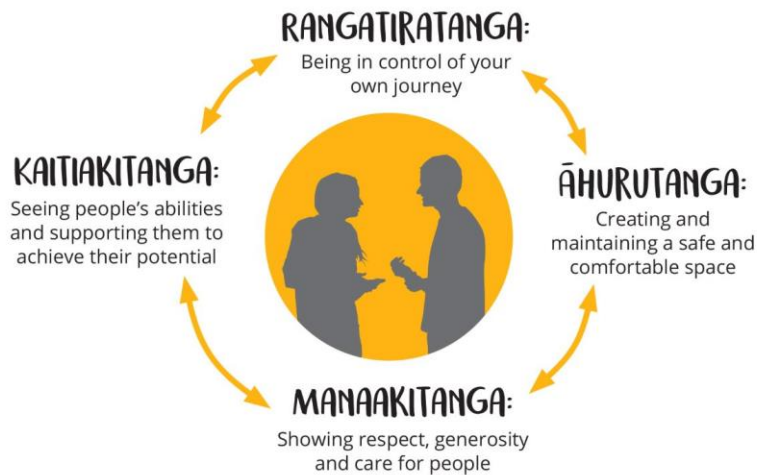 RANGATIRATANGA:
Being in control of your
own journey
KAITIAKITANGA:
Seeing people's abilities
and supporting them to
achieve their potential
ĀHURUTANGA:
Creating and
maintaining a safe and
comfortable space
MANAAKITANGA:
Showing respect, generosity
and care for people